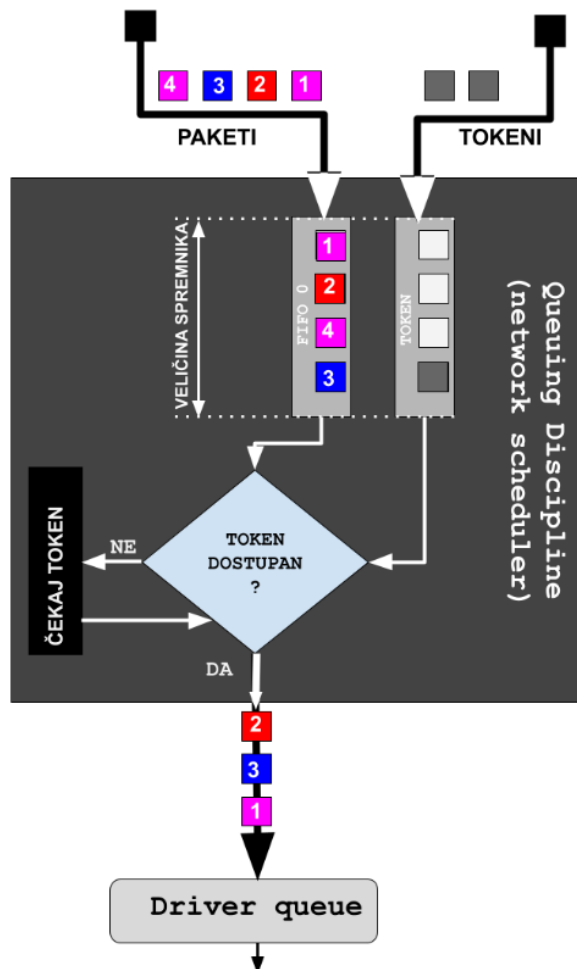 4 3 2 1
PAKETI
TOKENI
VELIČINA SPREMNIKA
FIFO 0
1
2
4
3
TOKEN
Queuing Discipline
(network scheduler)
TOKEN
DOSTUPAN
?
NE
ČEKAJ TOKEN
DA
2
3
1
Driver queue